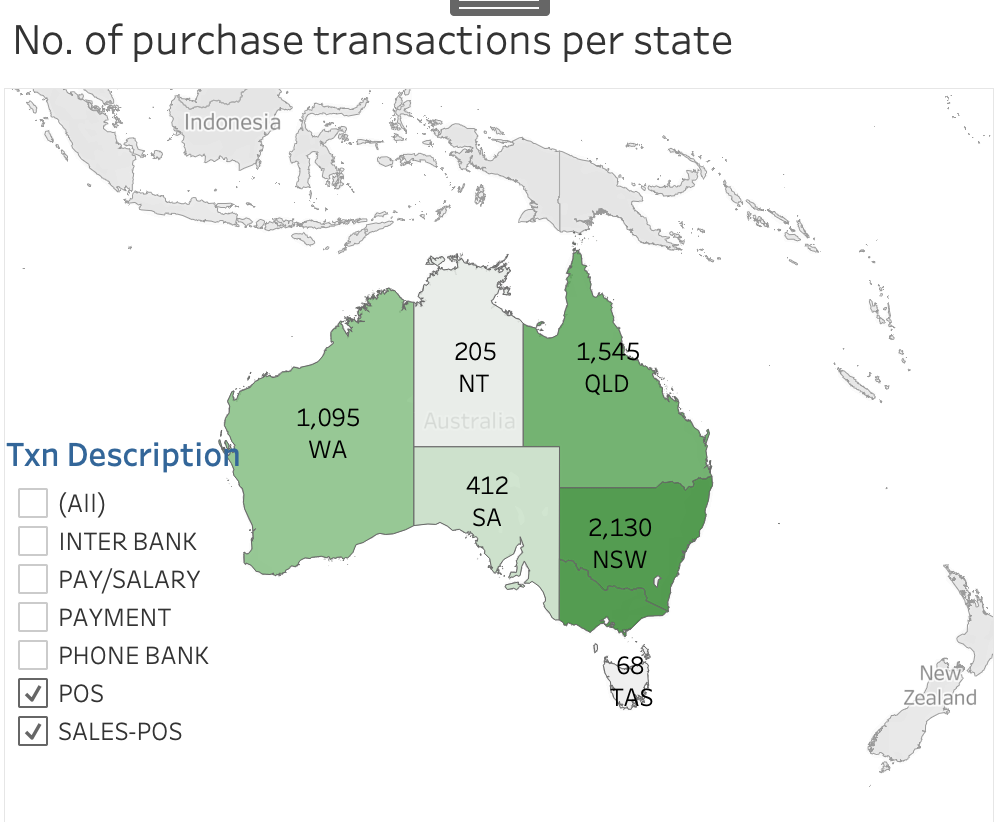 No. of purchase transactions per state
Indonesia
205
NT
1,545
QLD
1,095
WA
Australia
Txn Description
412
SA
(All)
2,130
NSW
INTER BANK
PAY/SALARY
PAYMENT
PHONE BANK
68
TAS
New
Zealand
POS
SALES-POS